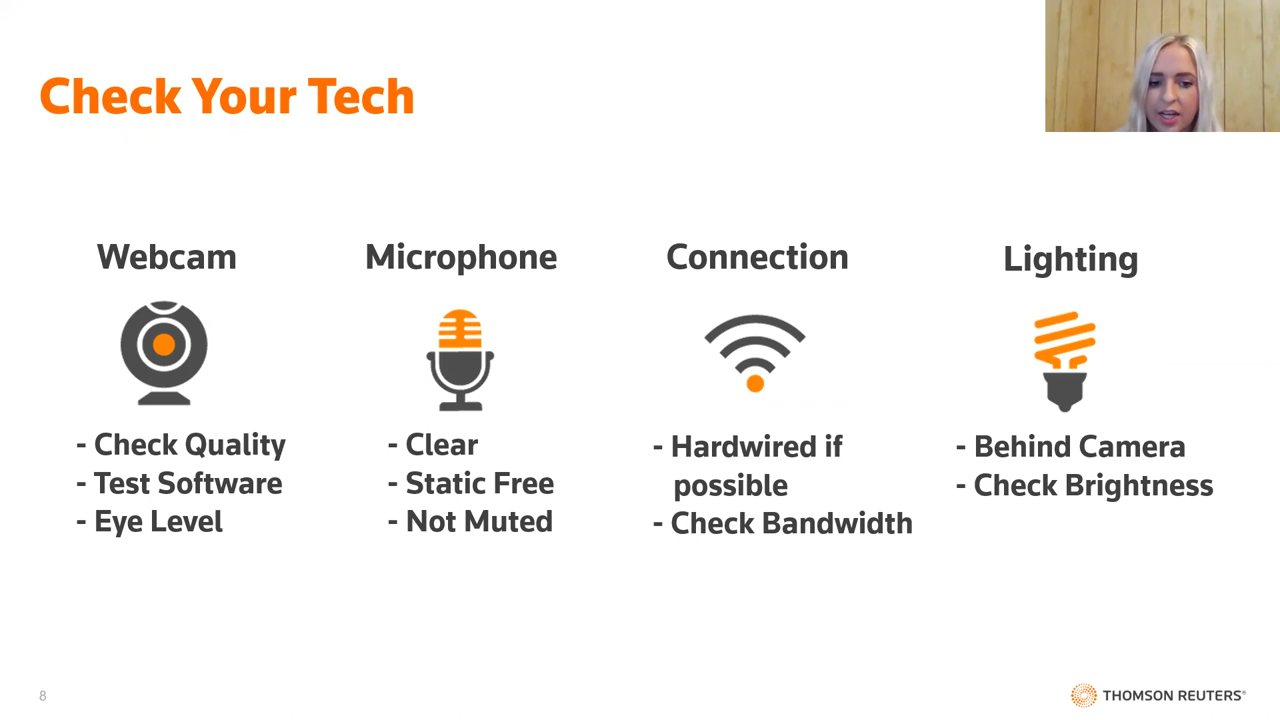 Check Your Tech
Webcam
- Check Quality
- Test Software
- Eye Level
Microphone
- Clear
- Static Free
- Not Muted
Connection
- Hardwired if
possible
- Check Bandwidth
Lighting
- Behind Camera
- Check Brightness
8
THOMSON REUTERS®